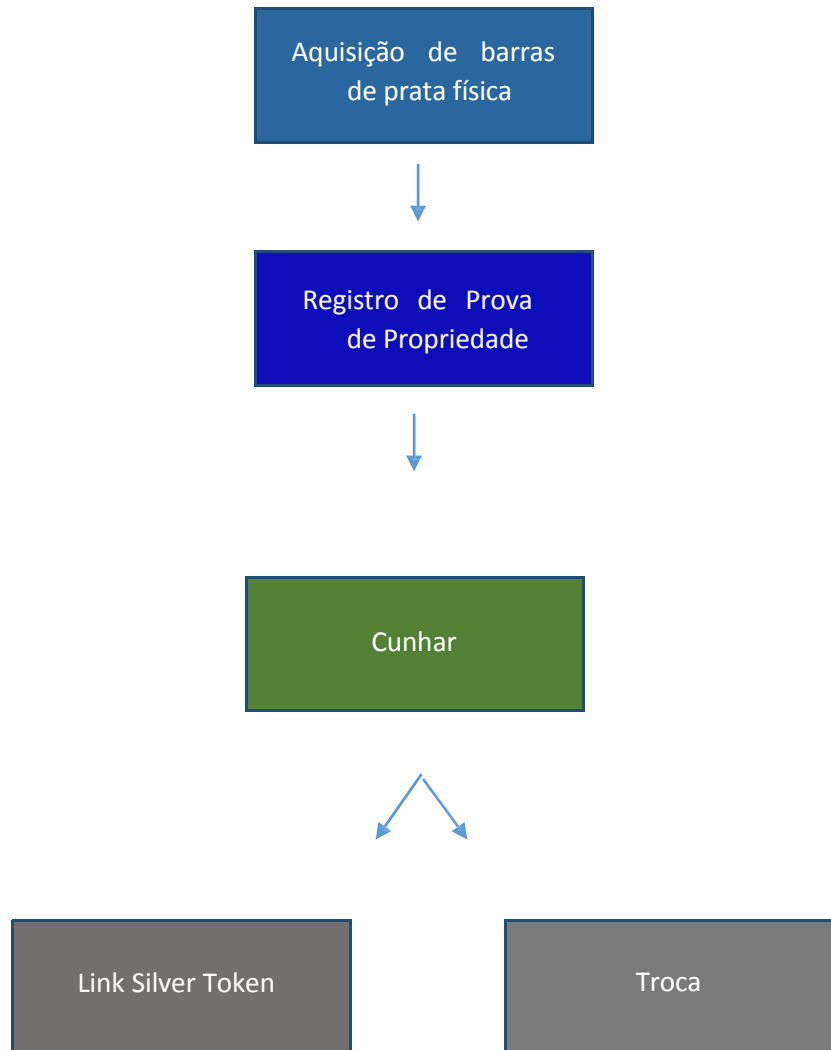 Aquisição de barras
de prata física
Registro de Prova
de Propriedade
Cunhar
Link Silver Token
Troca